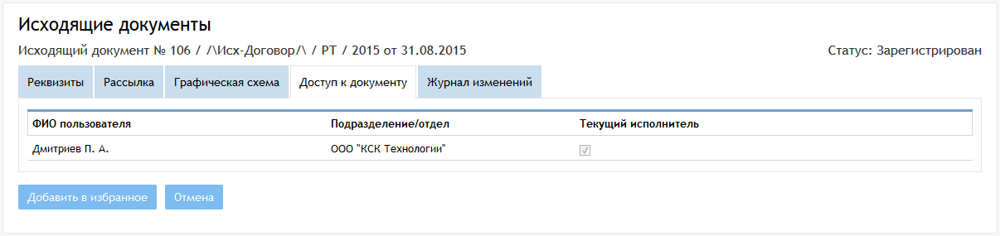 Исходящие документы
Исходящий документ № 106 / /\Исх-Договор/\ / РТ / 2015 от 31.08.2015 Статус: Зарегистрирован
Реквизиты Рассылка Графическая схема Доступ к документу Журнал изменений
ФИО пользователя Подразделение/отдел Текущий исполнитель
Дмитриев П. А. ООО "КСК Технологии"
Добавить в избранное Отмена